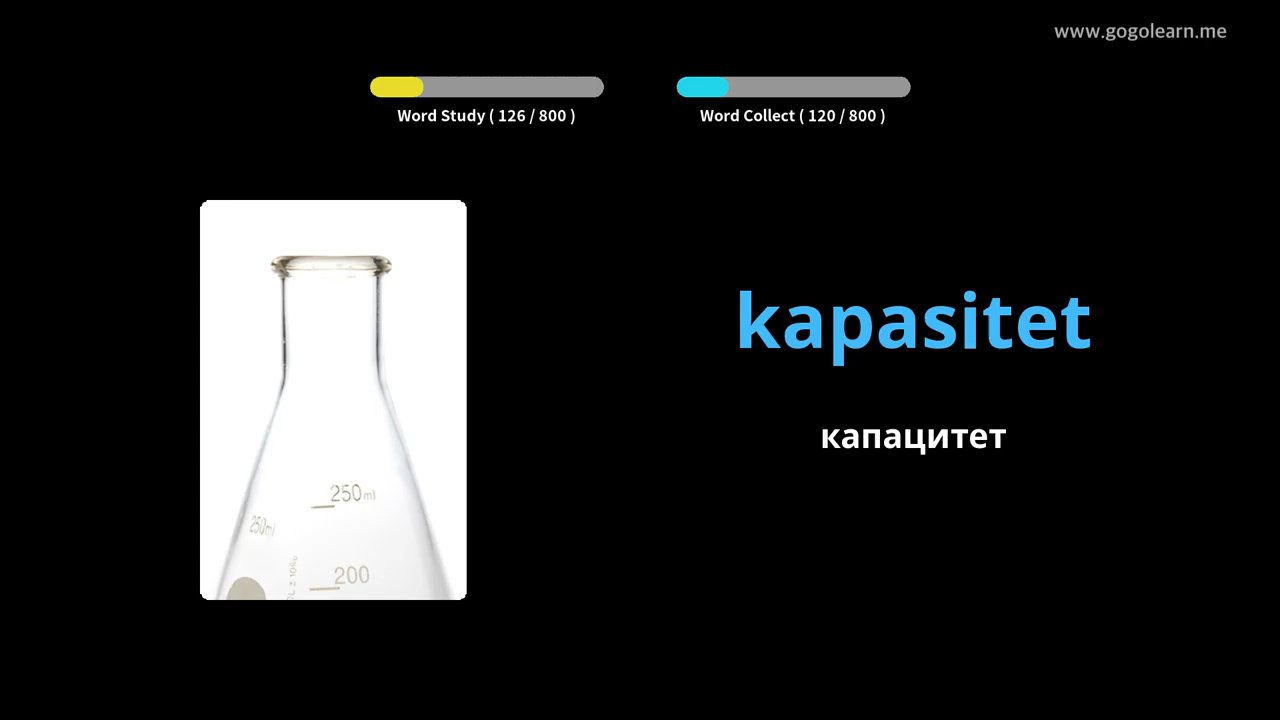 www.gogolearn.me
Word Study ( 126 / 800 )
Word Collect ( 120 / 800 )
kapasitet
капацитет
250ml
250ml
200